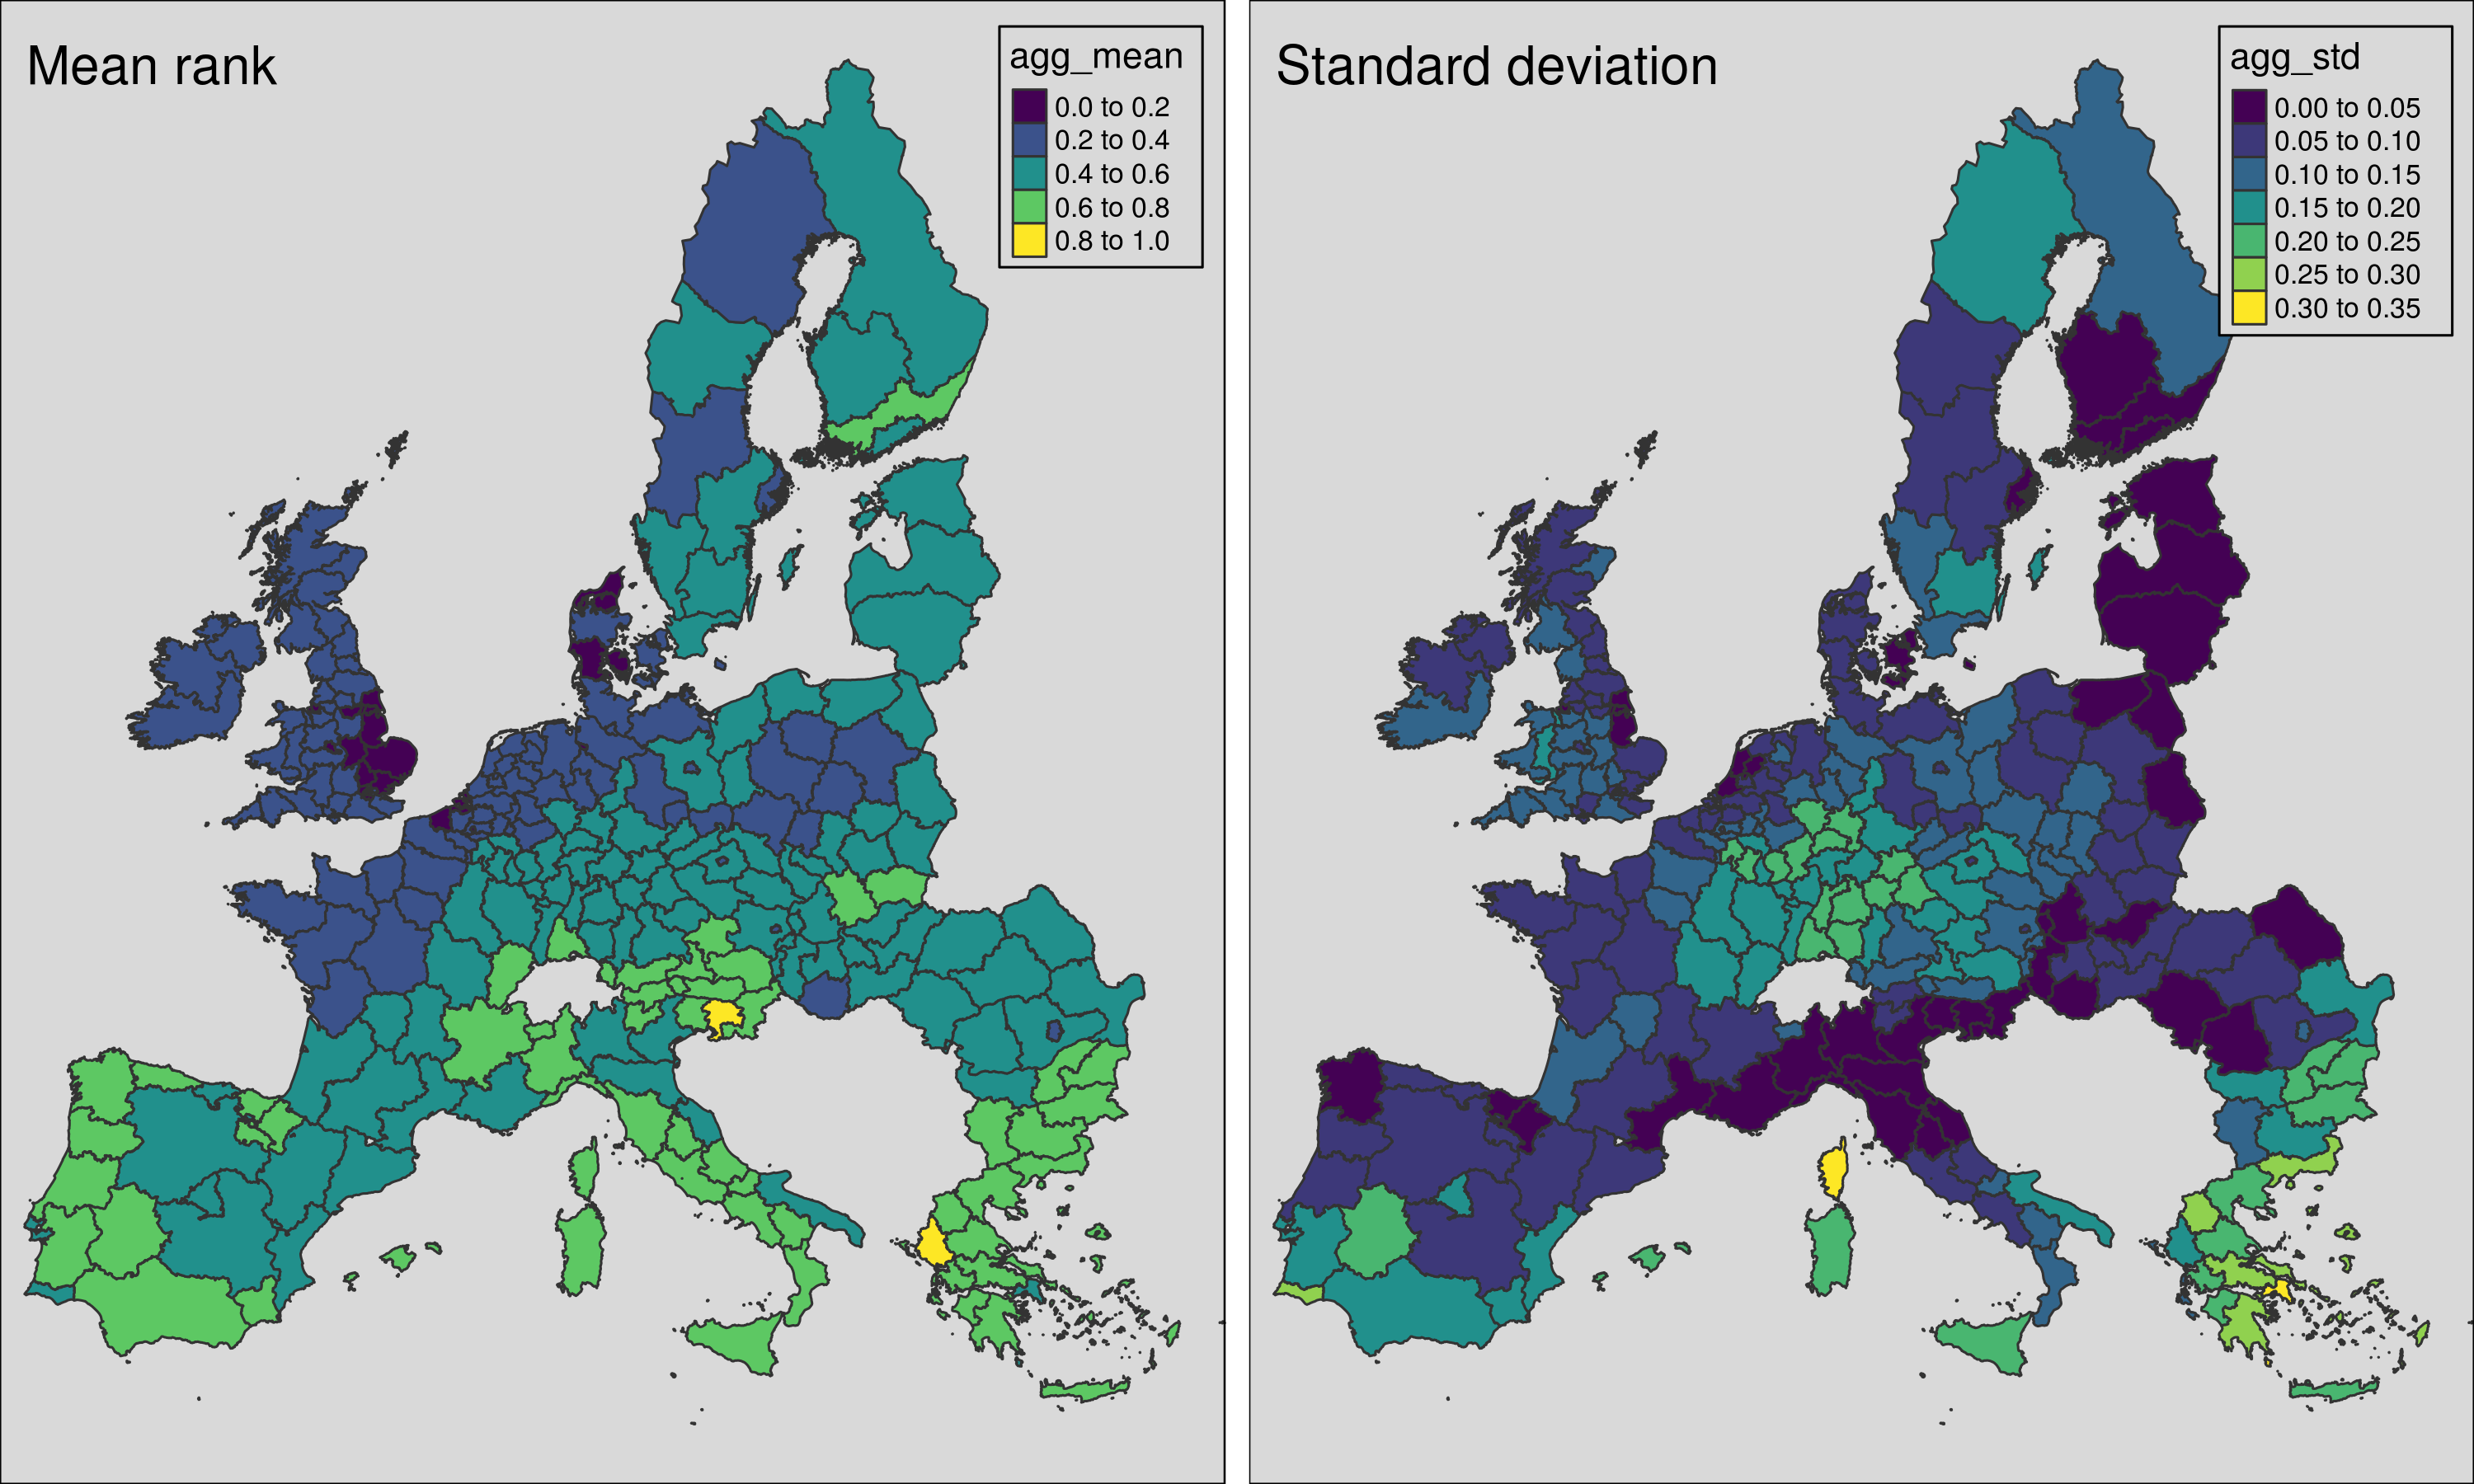 Mean rank
agg_mean
0.0 to 0.2
0.2 to 0.4
0.4 to 0.6
0.6 to 0.8
0.8 to 1.0
Standard deviation
agg_std
0.00 to 0.05
0.05 to 0.10
0.10 to 0.15
0.15 to 0.20
0.20 to 0.25
0.25 to 0.30
0.30 to 0.35